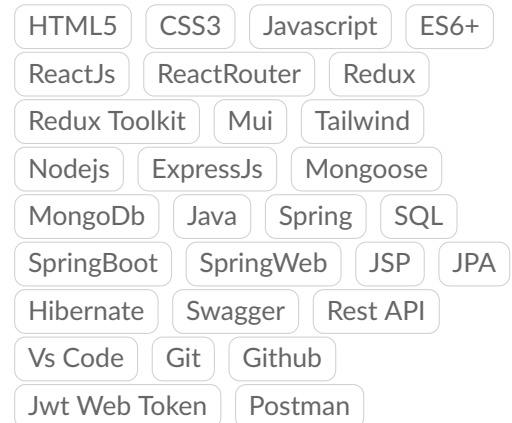 HTML5 CSS3 Javascript ES6+
ReactJs ReactRouter Redux
Redux Toolkit Mui Tailwind
Nodejs ExpressJs Mongoose
MongoDb Java Spring SQL
SpringBoot SpringWeb JSP JPA
Hibernate Swagger Rest API
Vs Code Git Github
Jwt Web Token Postman